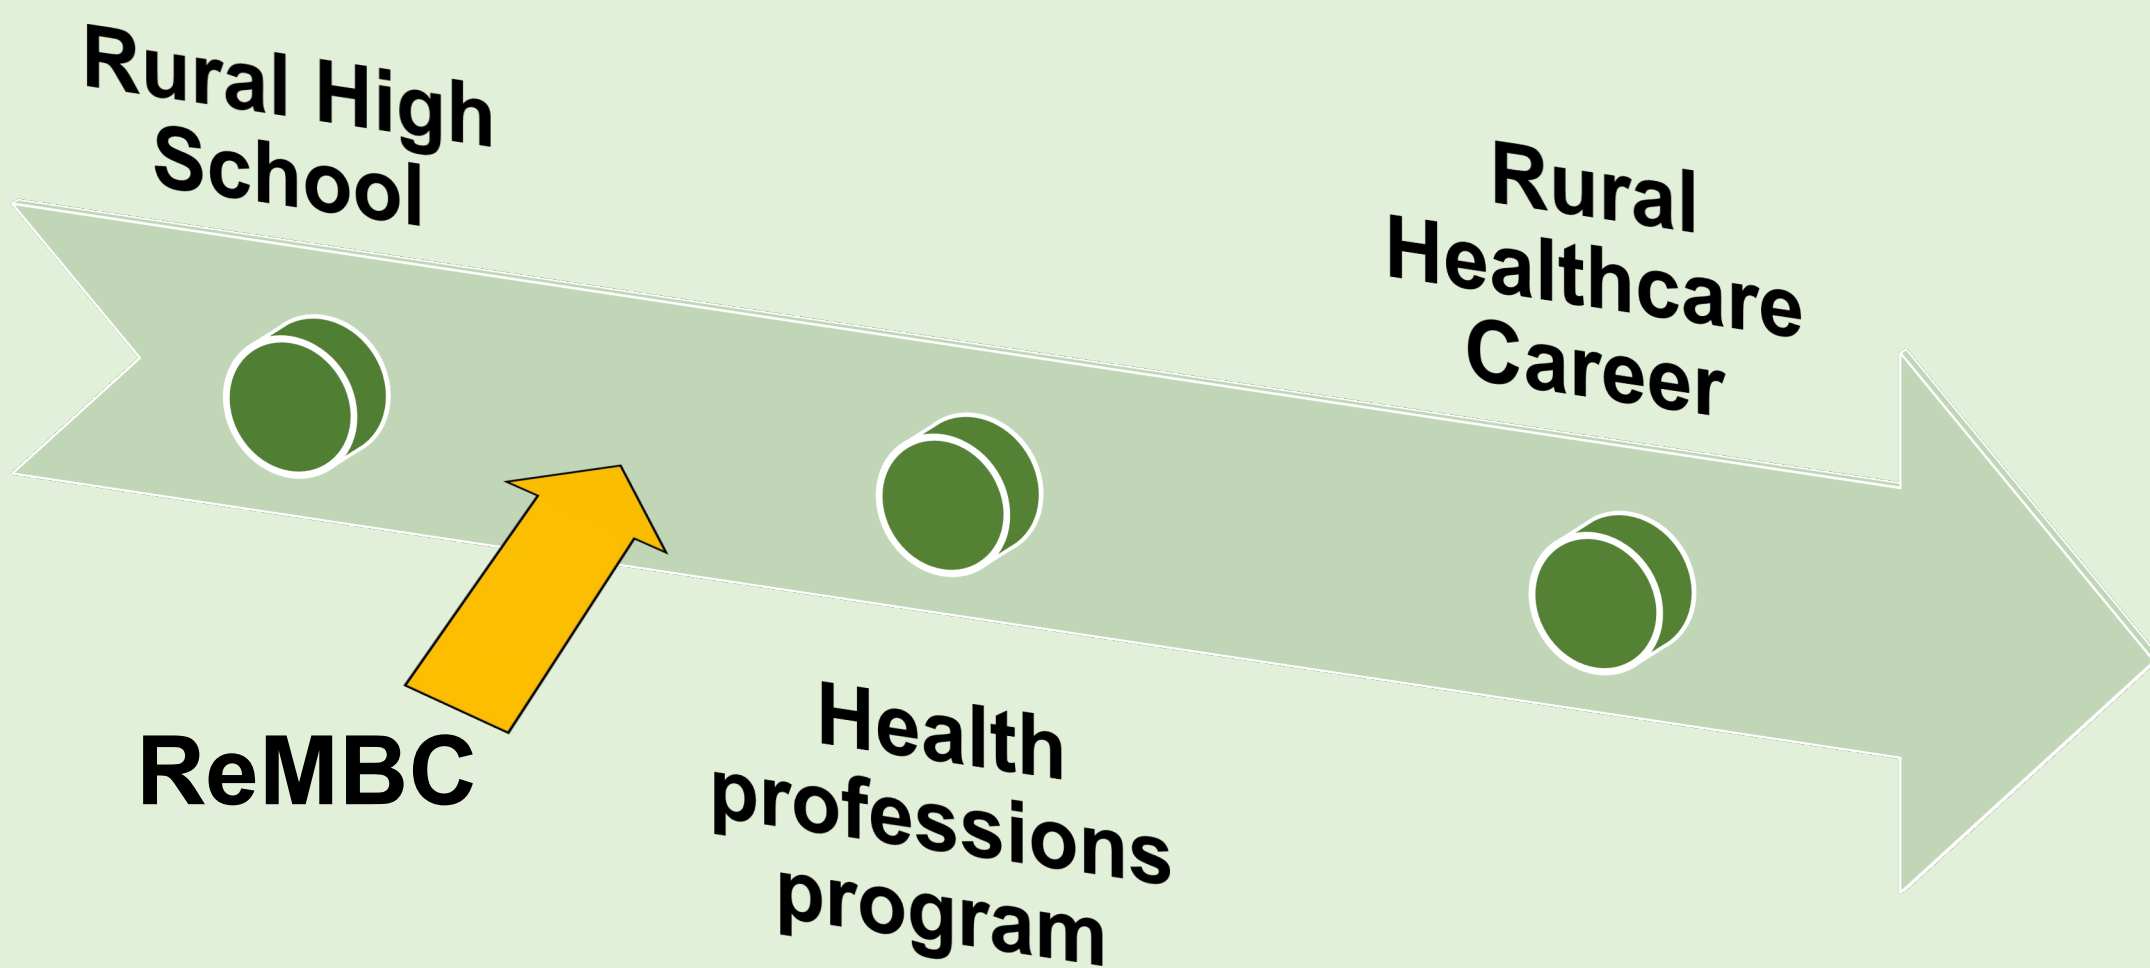 Rural High
School
Rural
Healthcare
Career
ReMBC
Health
professions
program